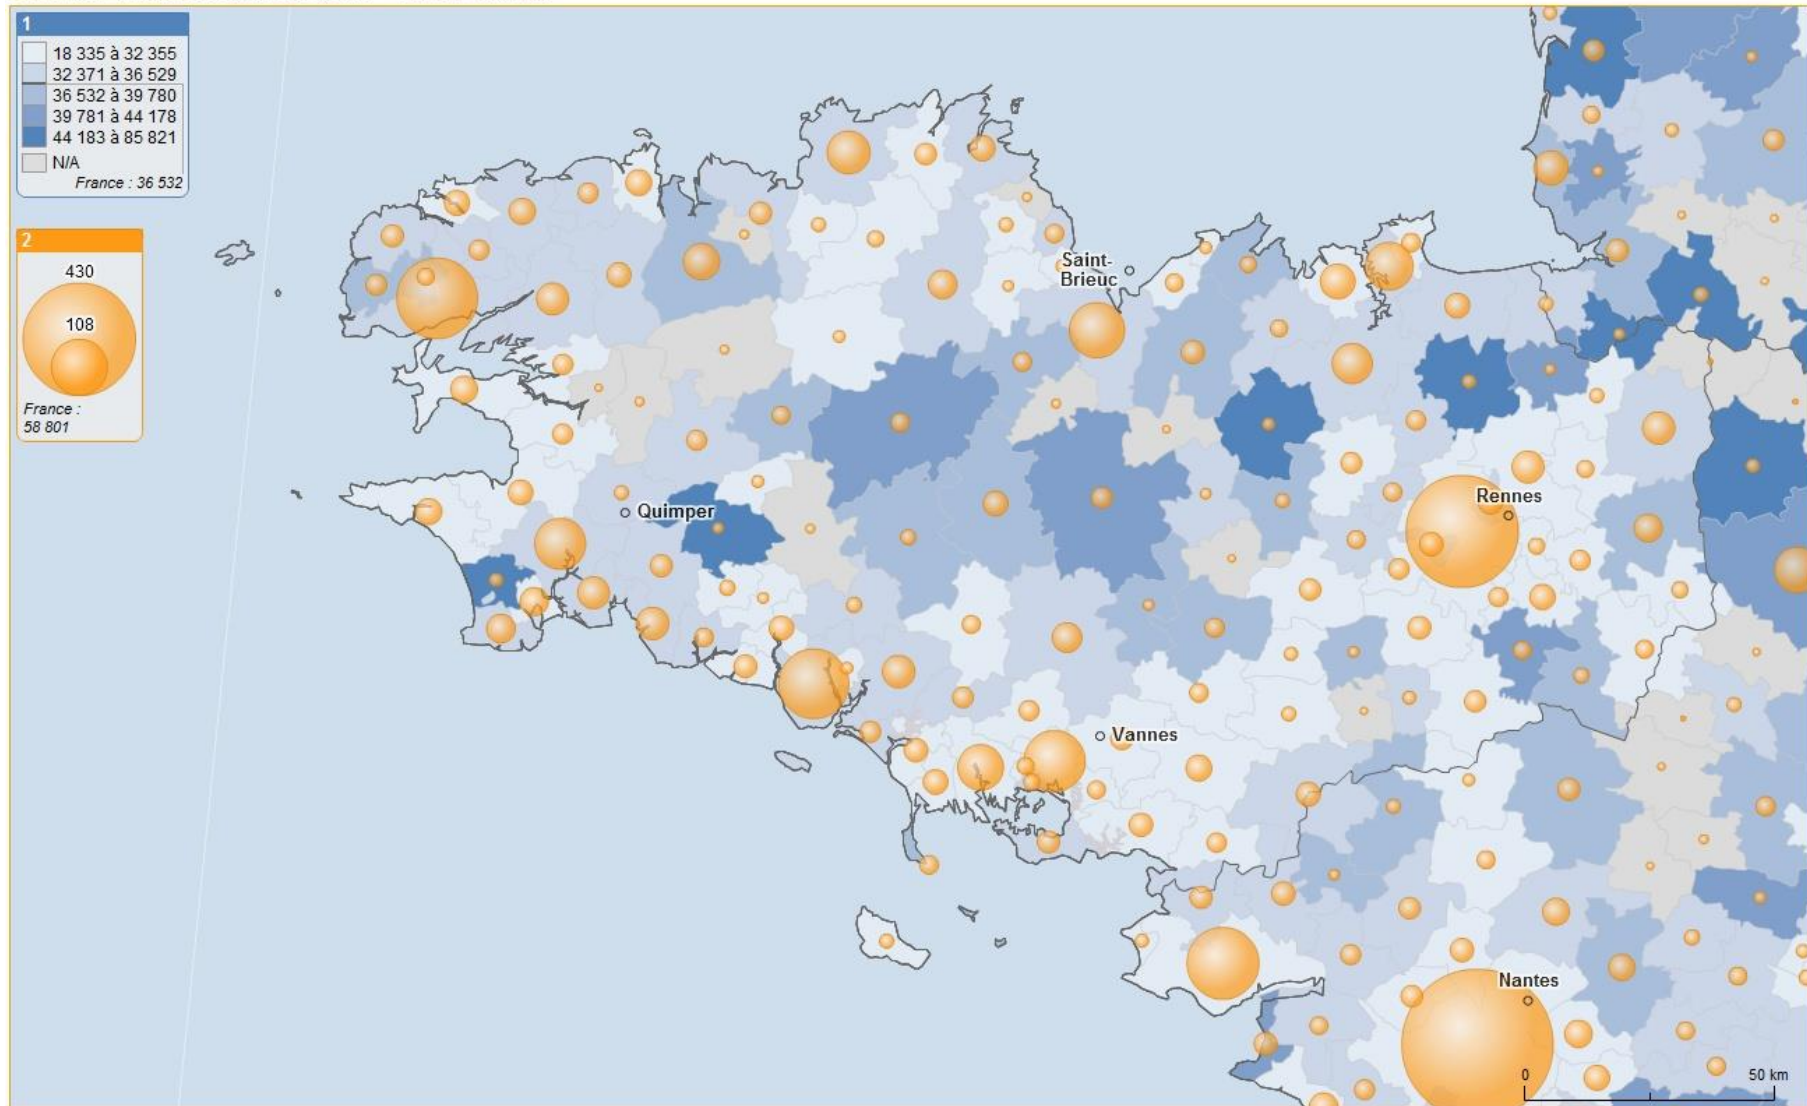 1
18 335 à 32 355
32 371 à 36 529
36 532 à 39 780
39 781 à 44 178
44 183 à 85 821
N/A
France : 36 532
2
430
108
France :
58 801
Saint-
Brieuc
Quimper
Rennes
Vannes
Nantes
0
50 km